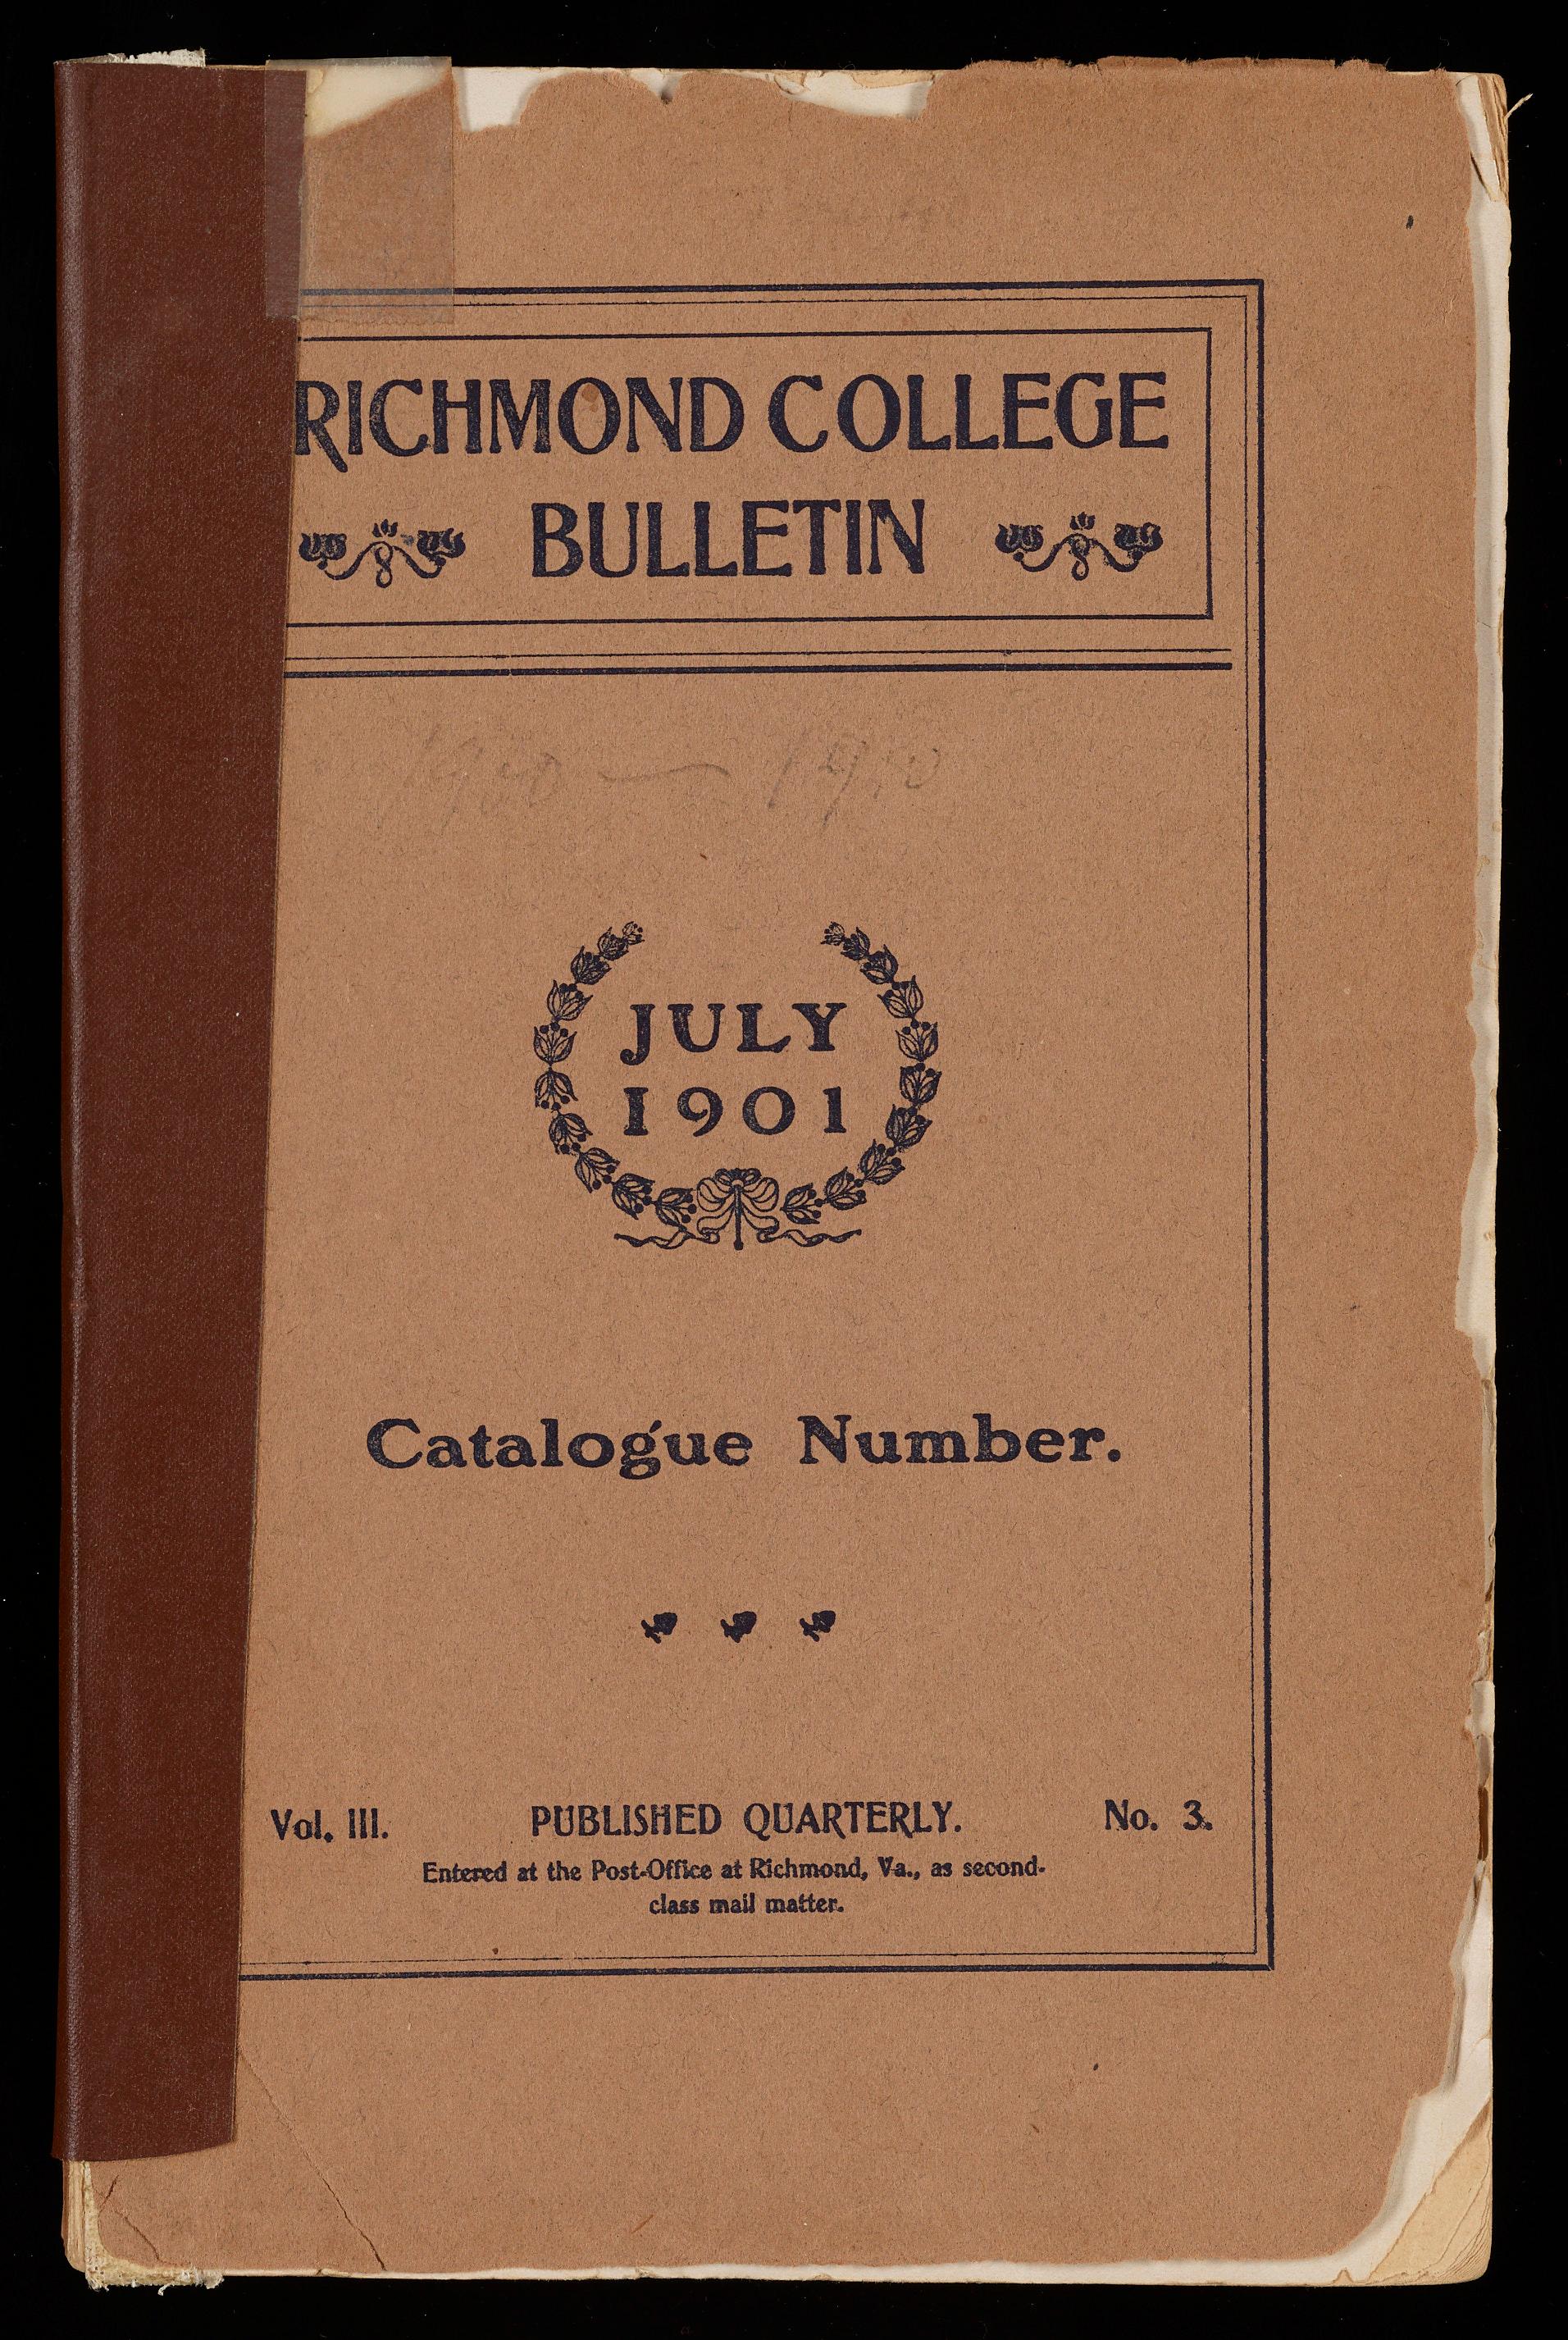 RICHMOND COLLEGE
BULLETIN
JULY
1901
Catalogue Number.
Vol. III. PUBLISHED QUARTERLY. No. 3.
Entered at the Post-Office at Richmond, Va., as second-
class mail matter.